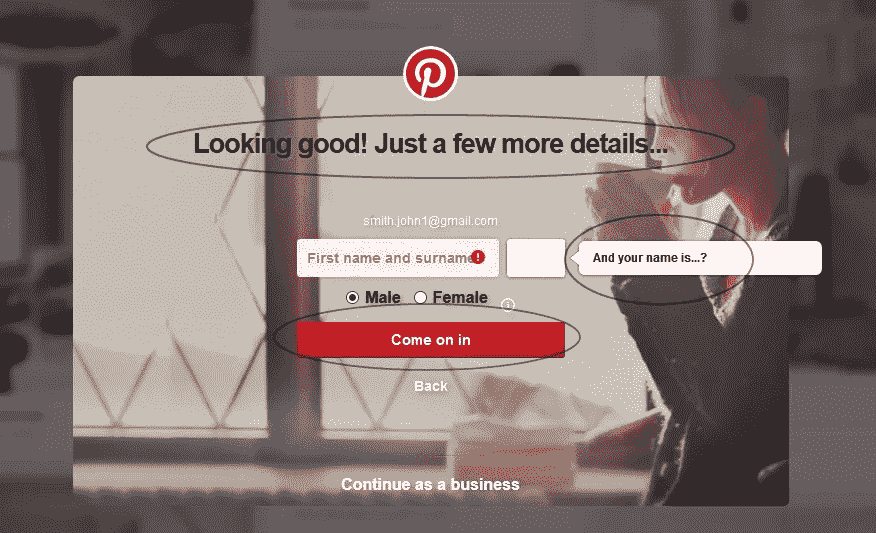 Looking good! Just a few more details...
smith.john1@gmail.com
First name and surname
And your name is...?
Male Female
Come on in
Back
Continue as a business